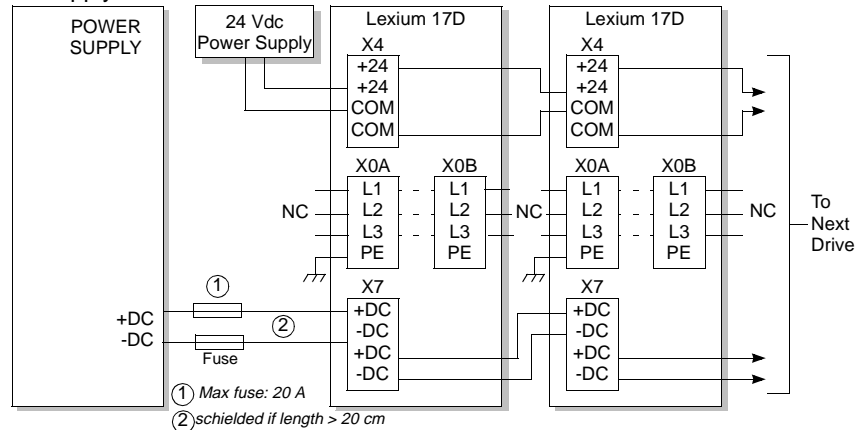 POWER
SUPPLY
24 Vdc
Power Supply
Lexium 17D
X4
+24
+24
COM
COM
X0A
L1
L2
L3
PE
X0B
L1
L2
L3
PE
NC
X7
+DC
-DC
+DC
-DC
Lexium 17D
X4
+24
+24
COM
COM
X0A
L1
L2
L3
PE
X0B
L1
L2
L3
PE
NC
NC
X7
+DC
-DC
+DC
-DC
To
Next
Drive
+DC
-DC
1
2
Fuse
1 Max fuse: 20 A
2 schielded if length > 20 cm